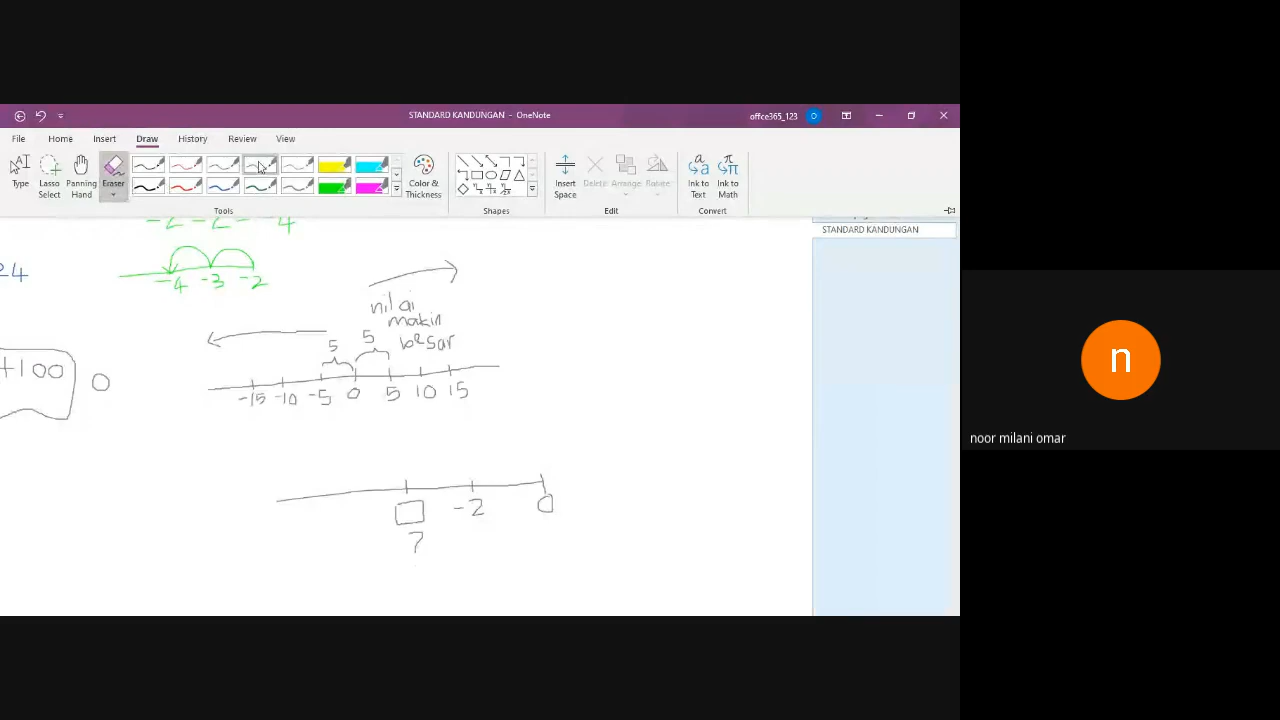 STANDARD KANDUNGAN - OneNote
offce365_123
File Home Insert Draw History Review View
Type
Lasso Select
Panning Hand
Eraser
Color & Thickness
Insert Space
Delete
Arrange
Rotate
Ink to Text
Ink to Math
Tools
Shapes
Edit
Convert
STANDARD KANDUNGAN
-2 -2 = -4
24
-4 -3 -2
nilai
makin
besar
5 5
+100
0
-15 -10 -5 0 5 10 15
-2 0
?
n
noor milani omar